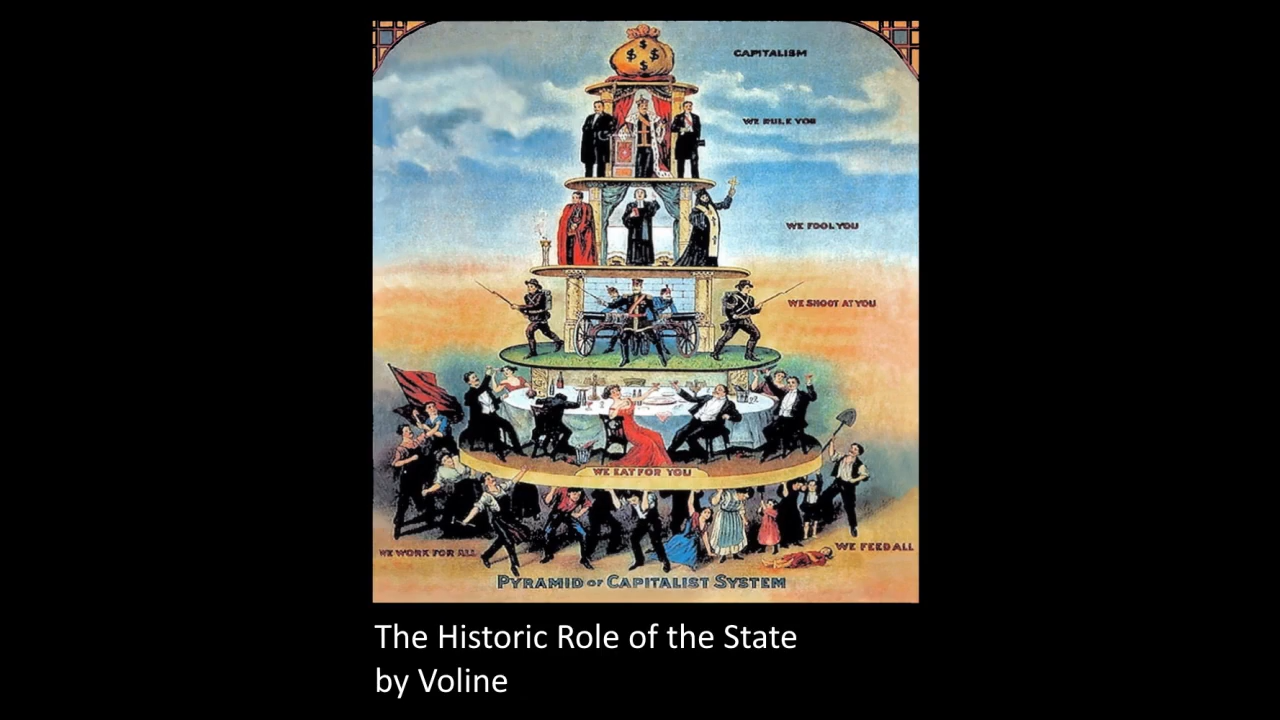 $ $ $
CAPITALISM
WE RULE YOU
WE FOOL YOU
WE SHOOT AT YOU
WE EAT FOR YOU
WE WORK FOR ALL
WE FEED ALL
PYRAMID OF CAPITALIST SYSTEM
The Historic Role of the State
by Voline